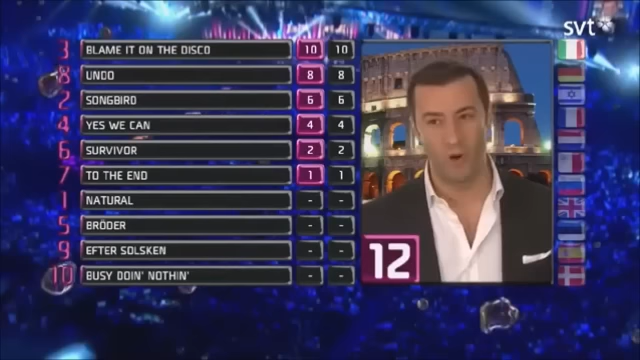 svt
3 BLAME IT ON THE DISCO 10 10
8 UNDO 8 8
2 SONGBIRD 6 6
4 YES WE CAN 4 4
6 SURVIVOR 2 2
7 TO THE END 1 1
1 NATURAL - -
5 BRÖDER - -
9 EFTER SOLSKEN - -
10 BUSY DOIN' NOTHIN' - -
12